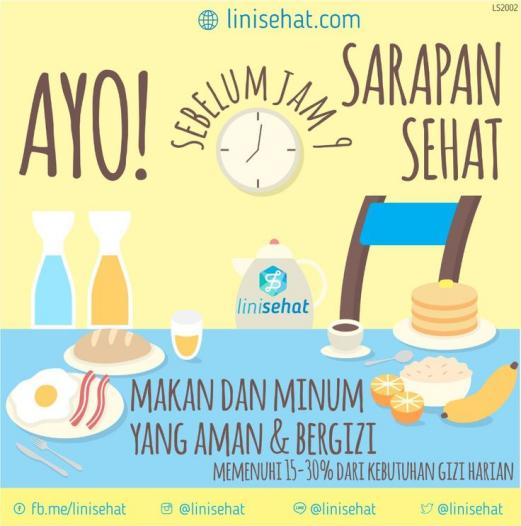 LS2002
linisehat.com
AYO!
SEBELUM JAM 9
SARAPAN
SEHAT
linisehat
MAKAN DAN MINUM
YANG AMAN & BERGIZI
MEMENUHI 15-30% DARI KEBUTUHAN GIZI HARIAN
fb.me/linisehat @linisehat @linisehat @linisehat